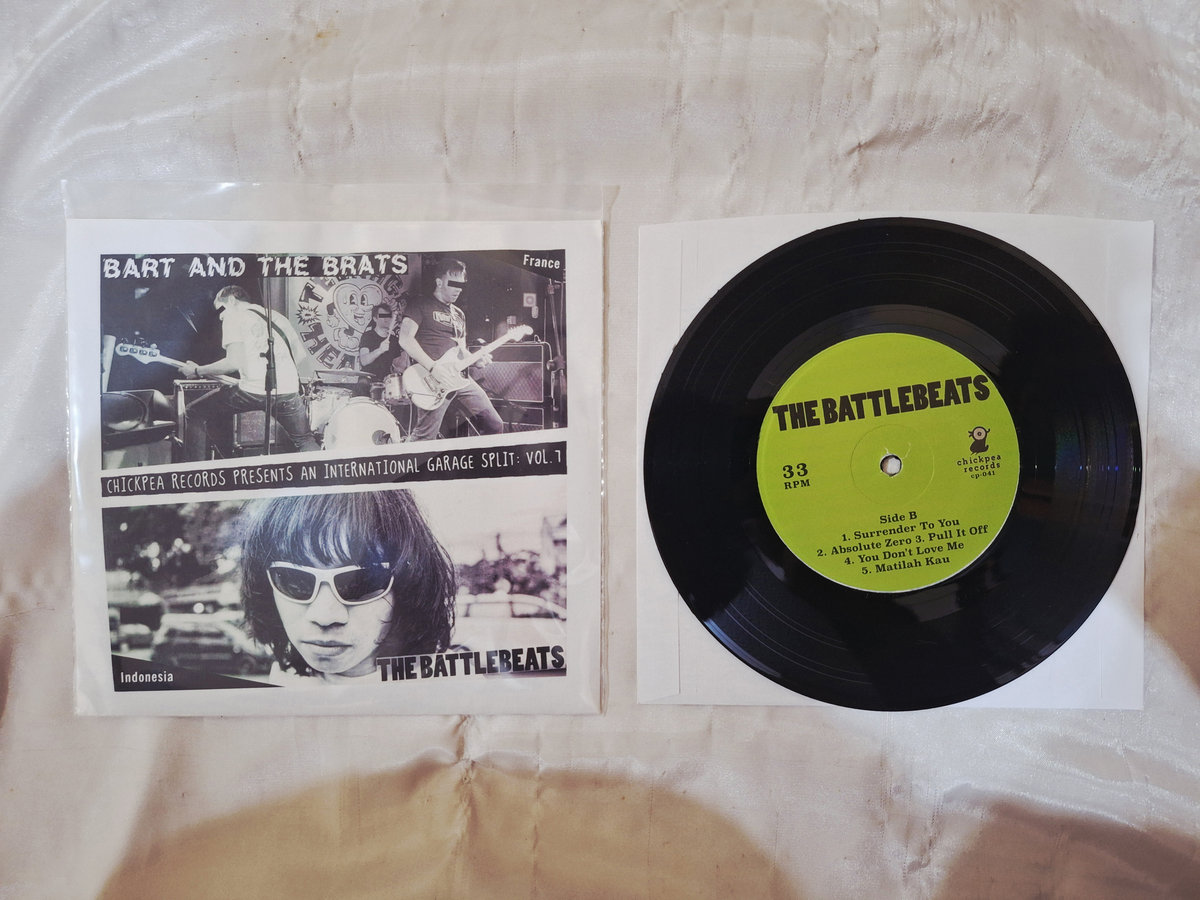 BART AND THE BRATS
France
CHICKPEA RECORDS PRESENTS AN INTERNATIONAL GARAGE SPLIT: VOL.1
THE BATTLEBEATS
Indonesia
THE BATTLEBEATS
33
RPM
chickpea
records
cp-041
Side B
1. Surrender To You
2. Absolute Zero 3. Pull It Off
4. You Don't Love Me
5. Matilah Kau